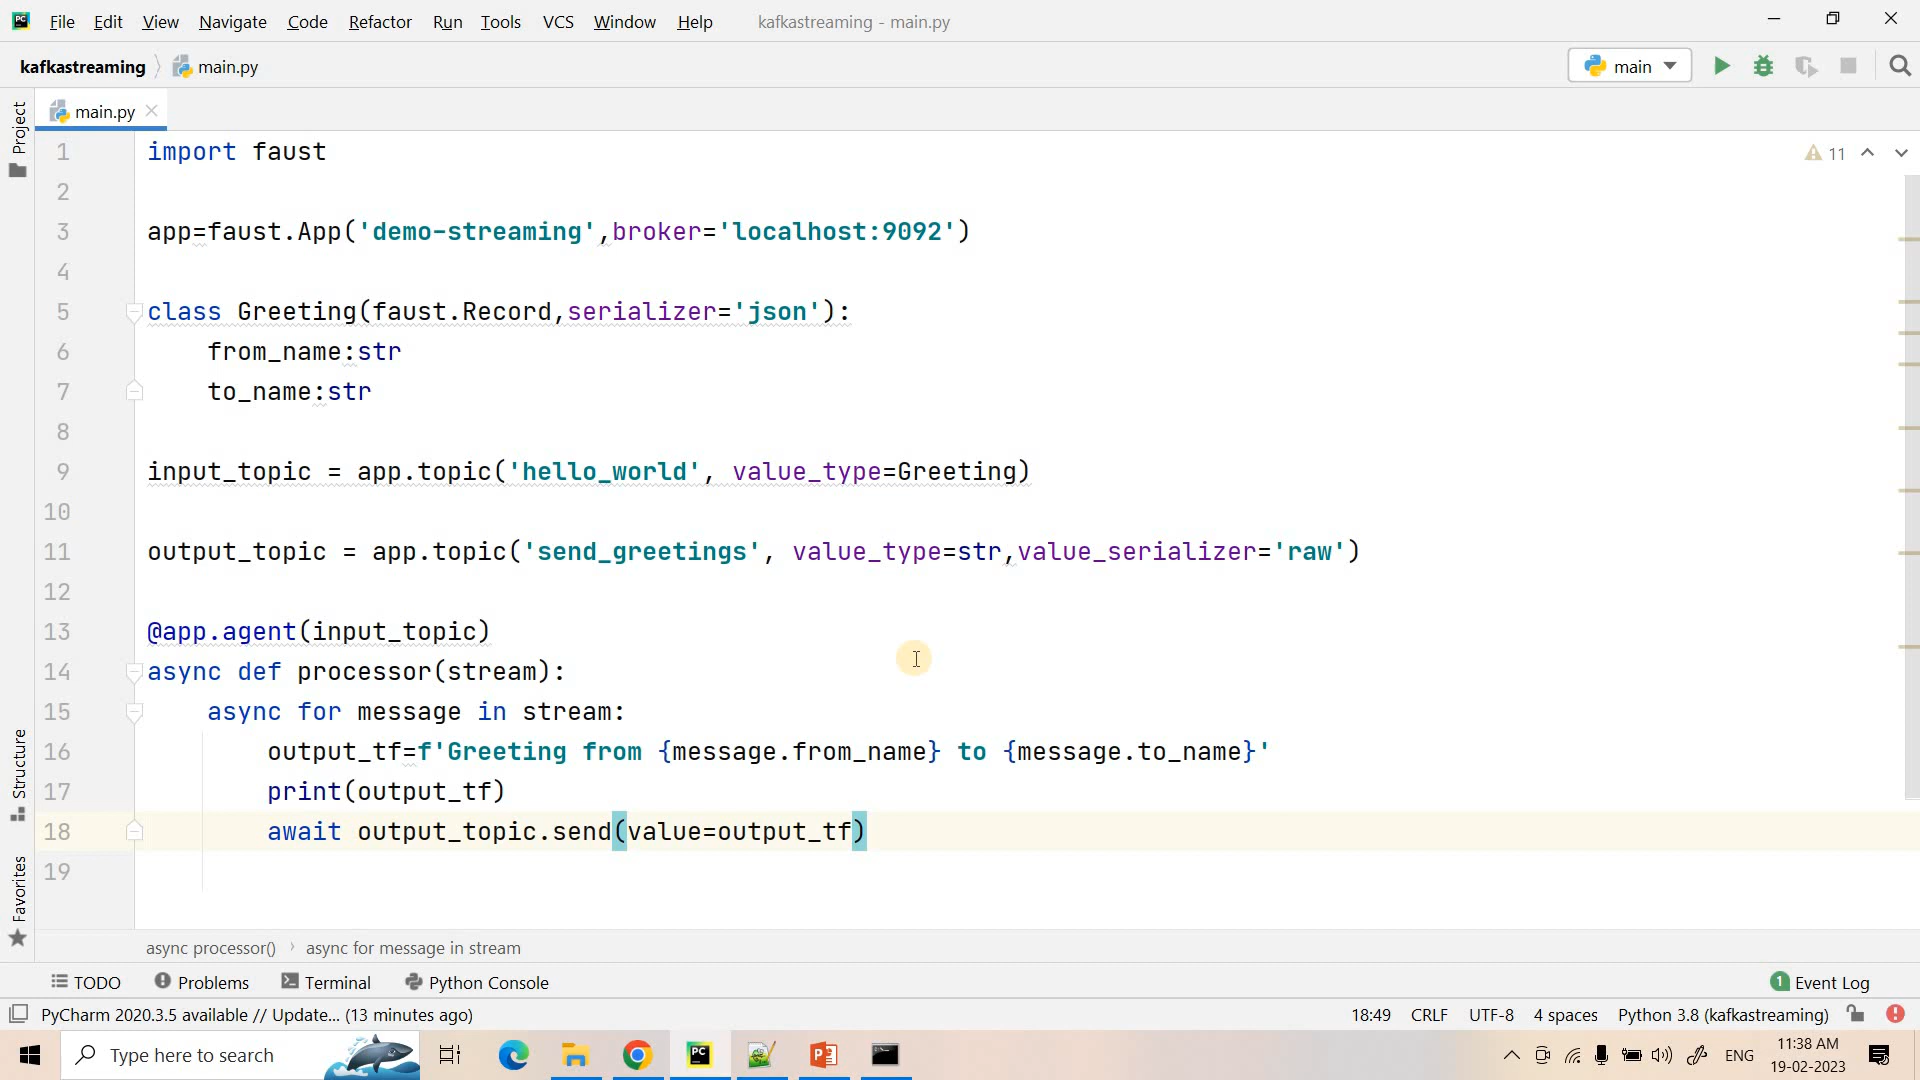 File Edit View Navigate Code Refactor Run Tools VCS Window Help kafkastreaming - main.py
kafkastreaming main.py main
Project
main.py
11
1 import faust
2
3 app=faust.App('demo-streaming',broker='localhost:9092')
4
5 class Greeting(faust.Record,serializer='json'):
6 from_name:str
7 to_name:str
8
9 input_topic = app.topic('hello_world', value_type=Greeting)
10
11 output_topic = app.topic('send_greetings', value_type=str,value_serializer='raw')
12
13 @app.agent(input_topic)
14 async def processor(stream):
15 async for message in stream:
16 output_tf=f'Greeting from {message.from_name} to {message.to_name}'
17 print(output_tf)
18 await output_topic.send(value=output_tf)
19
Structure
Favorites
async processor() async for message in stream
TODO Problems Terminal Python Console 1 Event Log
PyCharm 2020.3.5 available // Update... (13 minutes ago) 18:49 CRLF UTF-8 4 spaces Python 3.8 (kafkastreaming)
Type here to search ENG 11:38 AM
19-02-2023